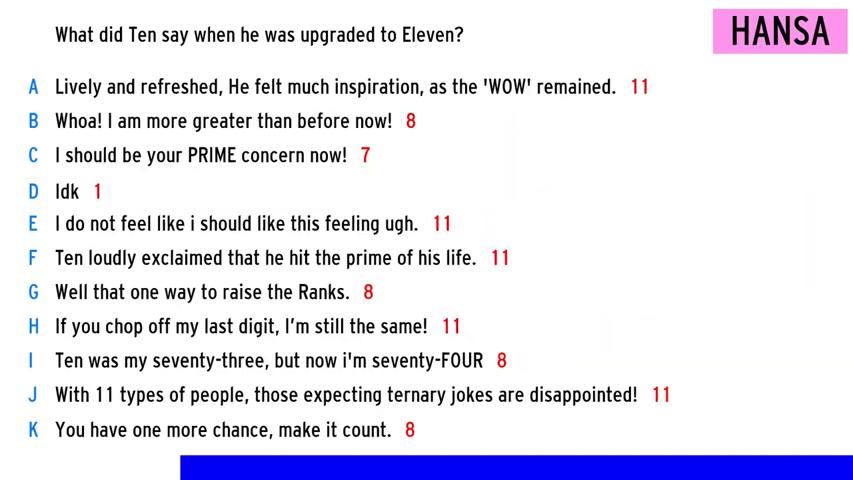 What did Ten say when he was upgraded to Eleven?
HANSA
A Lively and refreshed, He felt much inspiration, as the 'WOW' remained. 11
B Whoa! I am more greater than before now! 8
C I should be your PRIME concern now! 7
D Idk 1
E I do not feel like i should like this feeling ugh. 11
F Ten loudly exclaimed that he hit the prime of his life. 11
G Well that one way to raise the Ranks. 8
H If you chop off my last digit, I'm still the same! 11
I Ten was my seventy-three, but now i'm seventy-FOUR 8
J With 11 types of people, those expecting ternary jokes are disappointed! 11
K You have one more chance, make it count. 8